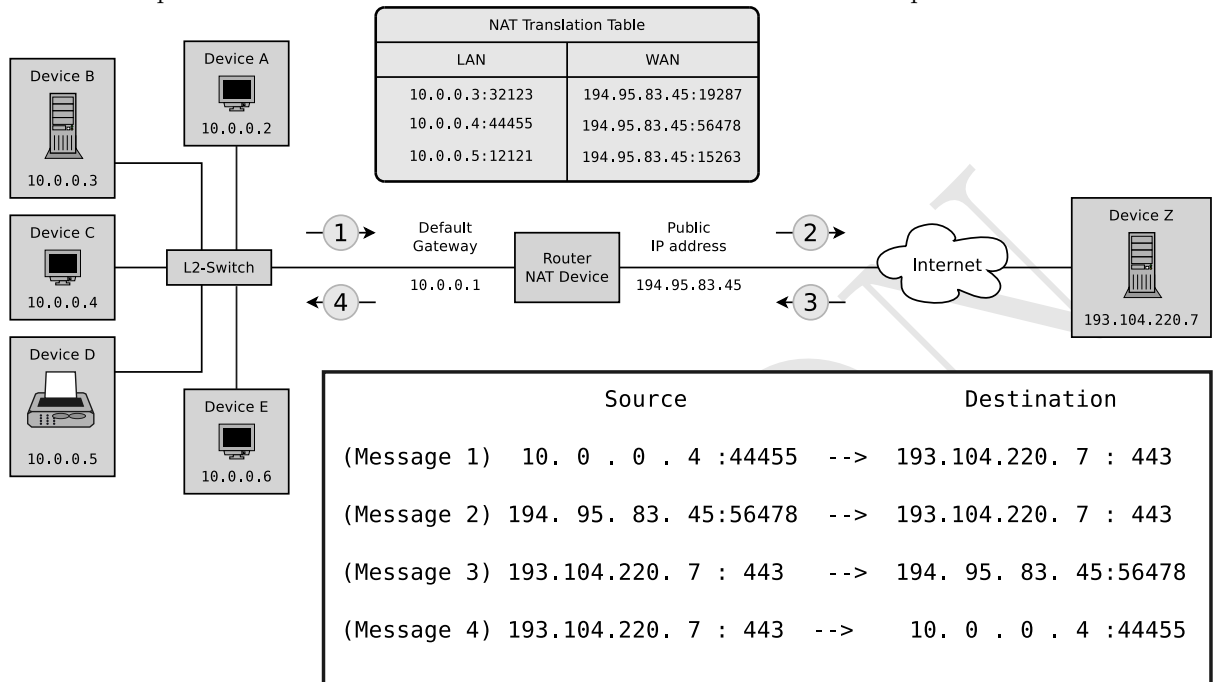 NAT Translation Table
LAN WAN
10.0.0.3:32123 194.95.83.45:19287
10.0.0.4:44455 194.95.83.45:56478
10.0.0.5:12121 194.95.83.45:15263
Device A
10.0.0.2
Device B
10.0.0.3
Device C
10.0.0.4
Device D
10.0.0.5
Device E
10.0.0.6
L2-Switch
1
4
Default
Gateway
10.0.0.1
Router
NAT Device
Public
IP address
194.95.83.45
2
3
Internet
Device Z
193.104.220.7
Source Destination
(Message 1) 10. 0 . 0 . 4 :44455 --> 193.104.220. 7 : 443
(Message 2) 194. 95. 83. 45:56478 --> 193.104.220. 7 : 443
(Message 3) 193.104.220. 7 : 443 --> 194. 95. 83. 45:56478
(Message 4) 193.104.220. 7 : 443 --> 10. 0 . 0 . 4 :44455